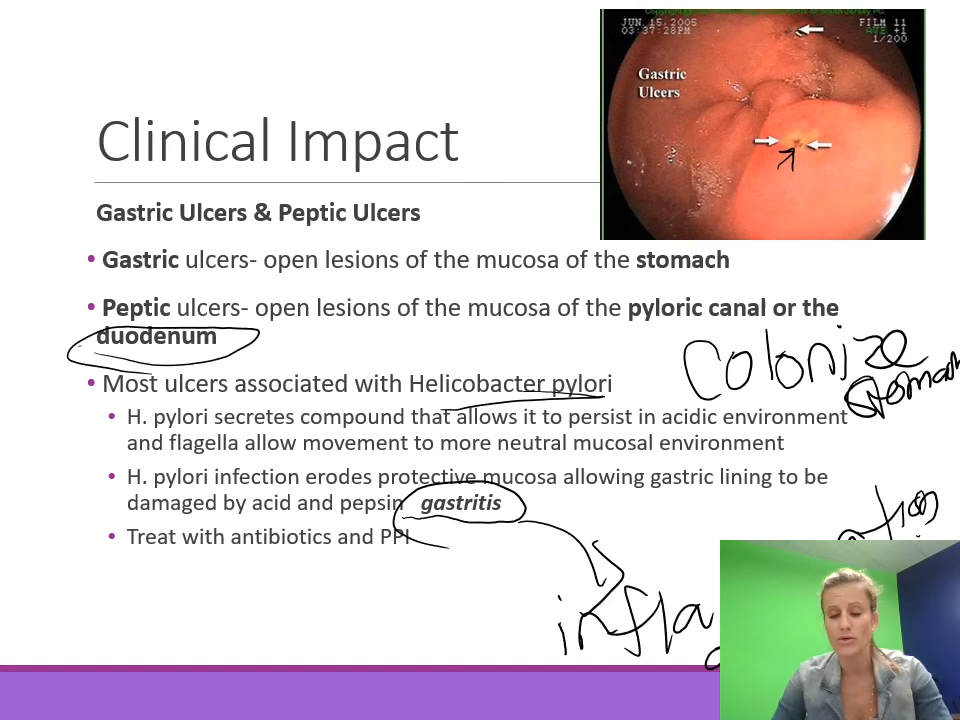 JUN.15.2005
03:37:28PM
FILM 11
AVE +1
1/200
Gastric
Ulcers
Clinical Impact
Gastric Ulcers & Peptic Ulcers
• Gastric ulcers- open lesions of the mucosa of the stomach
• Peptic ulcers- open lesions of the mucosa of the pyloric canal or the
duodenum
Colonize
stomach
• Most ulcers associated with Helicobacter pylori
• H. pylori secretes compound that allows it to persist in acidic environment
and flagella allow movement to more neutral mucosal environment
• H. pylori infection erodes protective mucosa allowing gastric lining to be
damaged by acid and pepsin gastritis
• Treat with antibiotics and PPI
infla